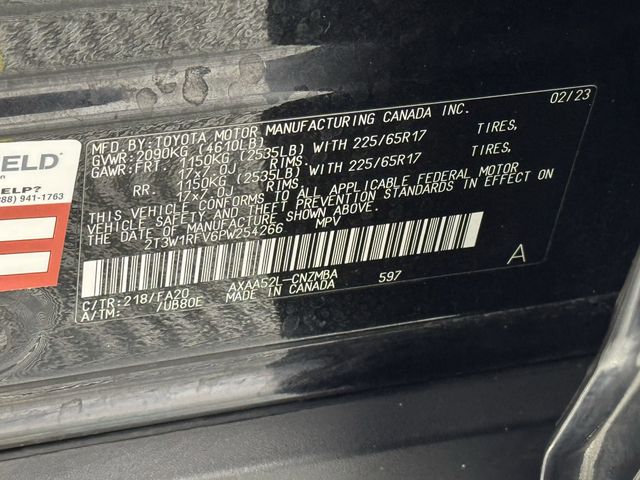 MFD. BY: TOYOTA MOTOR MANUFACTURING CANADA INC. 02/23
GVWR: 2090KG (4610LB)
GAWR: FRT. 1150KG (2535LB) WITH 225/65R17 TIRES,
17x7.0J RIMS.
RR. 1150KG (2535LB) WITH 225/65R17 TIRES,
17x7.0J RIMS
THIS VEHICLE CONFORMS TO ALL APPLICABLE FEDERAL MOTOR
VEHICLE SAFETY AND THEFT PREVENTION STANDARDS IN EFFECT ON
THE DATE OF MANUFACTURE SHOWN ABOVE.
2T3W1RFV6PW254266 MPV
A
C/TR: 218/FA20 AXAA52L-CNZMBA 597
A/TM: /UB80E MADE IN CANADA
ELD
HELP?
88) 941-1763